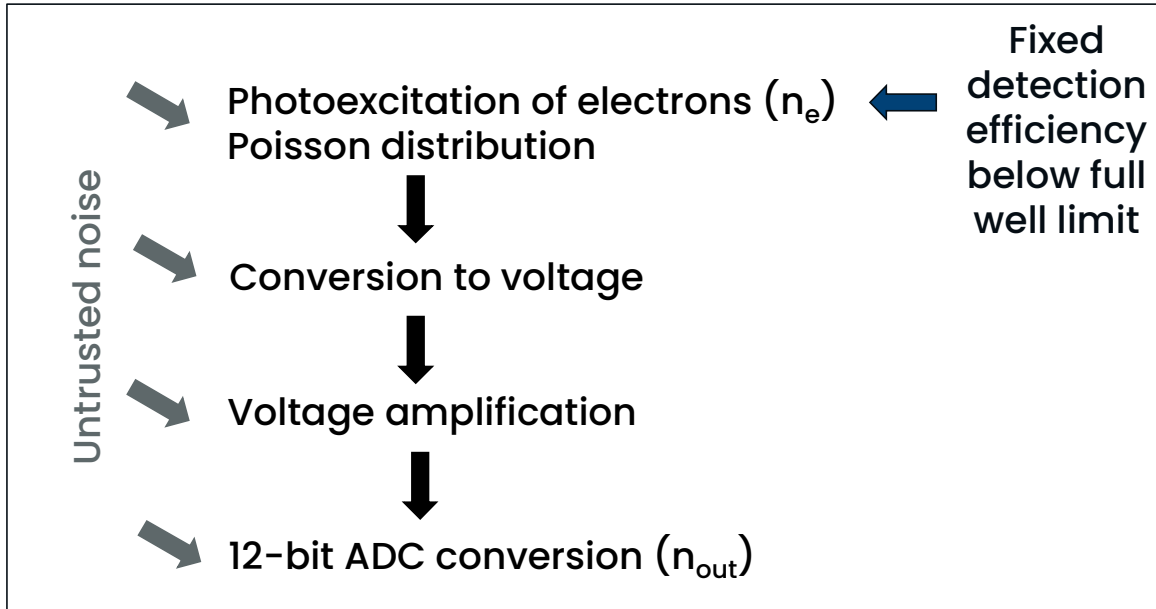 Fixed
detection
efficiency
below full
well limit
Photoexcitation of electrons (nₑ)
Poisson distribution
Conversion to voltage
Voltage amplification
12-bit ADC conversion (nout)
Untrusted noise